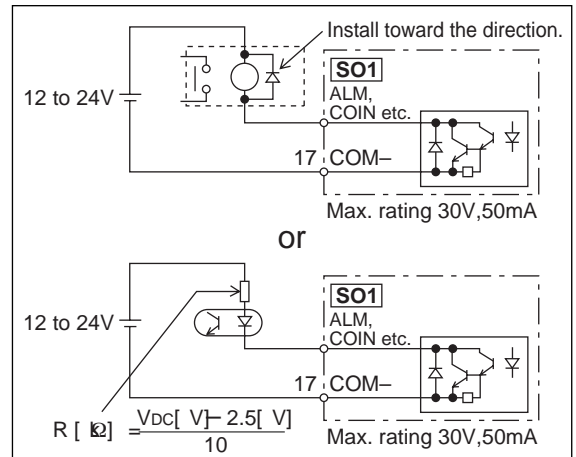 Install toward the direction.
SO1
ALM,
COIN etc.
12 to 24V
17 COM–
Max. rating 30V,50mA
or
SO1
ALM,
COIN etc.
12 to 24V
17 COM–
R [ kΩ] = VDC[ V]– 2.5[ V]
10
Max. rating 30V,50mA